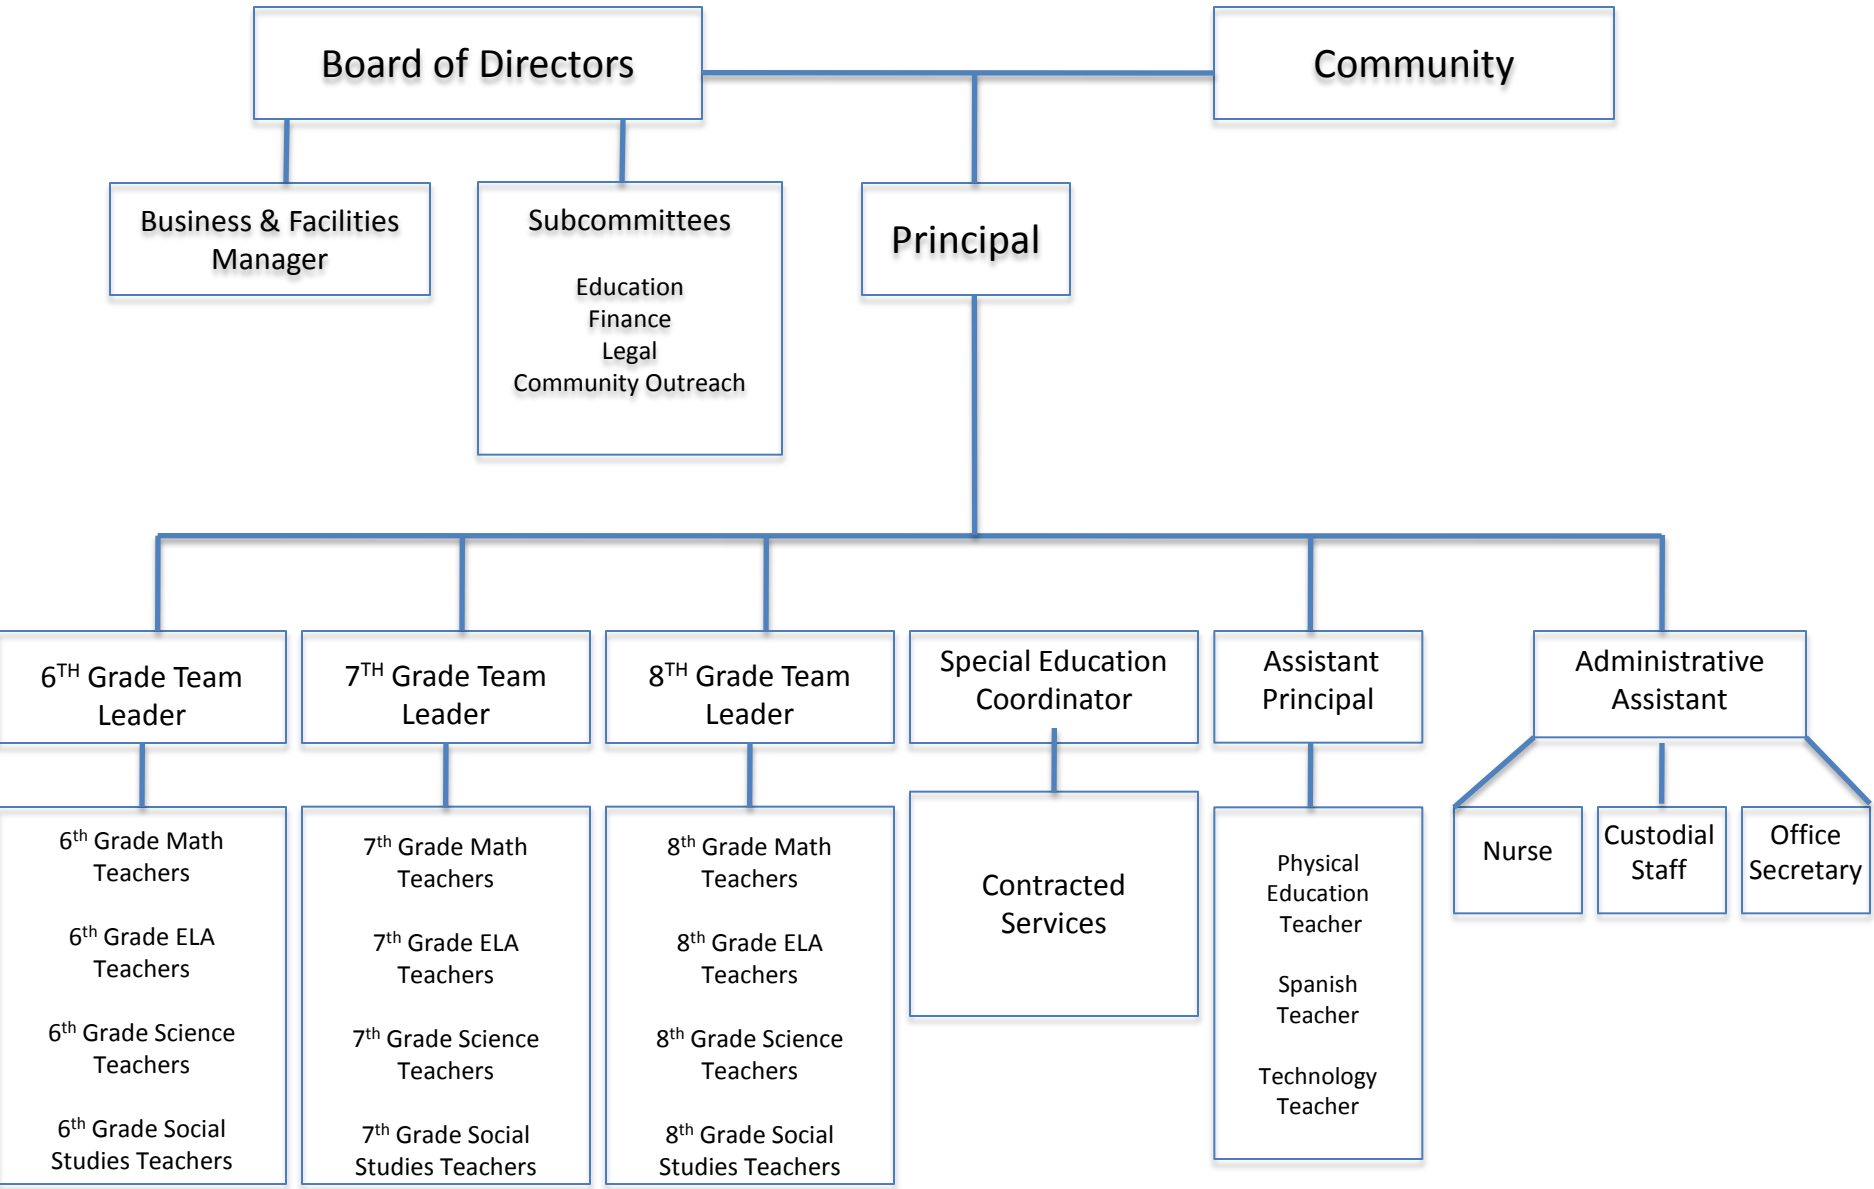 Board of Directors
Community
Business & Facilities
Manager
Subcommittees
Education
Finance
Legal
Community Outreach
Principal
6TH Grade Team
Leader
7TH Grade Team
Leader
8TH Grade Team
Leader
Special Education
Coordinator
Assistant
Principal
Administrative
Assistant
6th Grade Math
Teachers
6th Grade ELA
Teachers
6th Grade Science
Teachers
6th Grade Social
Studies Teachers
7th Grade Math
Teachers
7th Grade ELA
Teachers
7th Grade Science
Teachers
7th Grade Social
Studies Teachers
8th Grade Math
Teachers
8th Grade ELA
Teachers
8th Grade Science
Teachers
8th Grade Social
Studies Teachers
Contracted
Services
Physical
Education
Teacher
Spanish
Teacher
Technology
Teacher
Nurse
Custodial
Staff
Office
Secretary